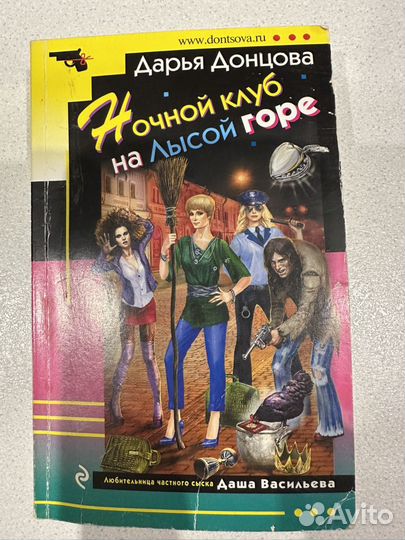 www.dontsova.ru
Дарья Донцова
Ночной клуб
на Лысой горе
Любительница частного сыска Даша Васильева
Avito